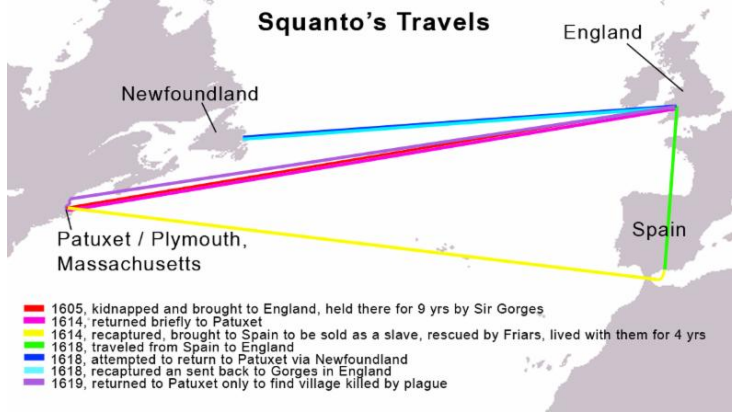 Squanto's Travels
England
Newfoundland
Spain
Patuxet / Plymouth,
Massachusetts
1605, kidnapped and brought to England, held there for 9 yrs by Sir Gorges
1614, returned briefly to Patuxet
1614, recaptured, brought to Spain to be sold as a slave, rescued by Friars, lived with them for 4 yrs
1618, traveled from Spain to England
1618, attempted to return to Patuxet via Newfoundland
1618, recaptured an sent back to Gorges in England
1619, returned to Patuxet only to find village killed by plague